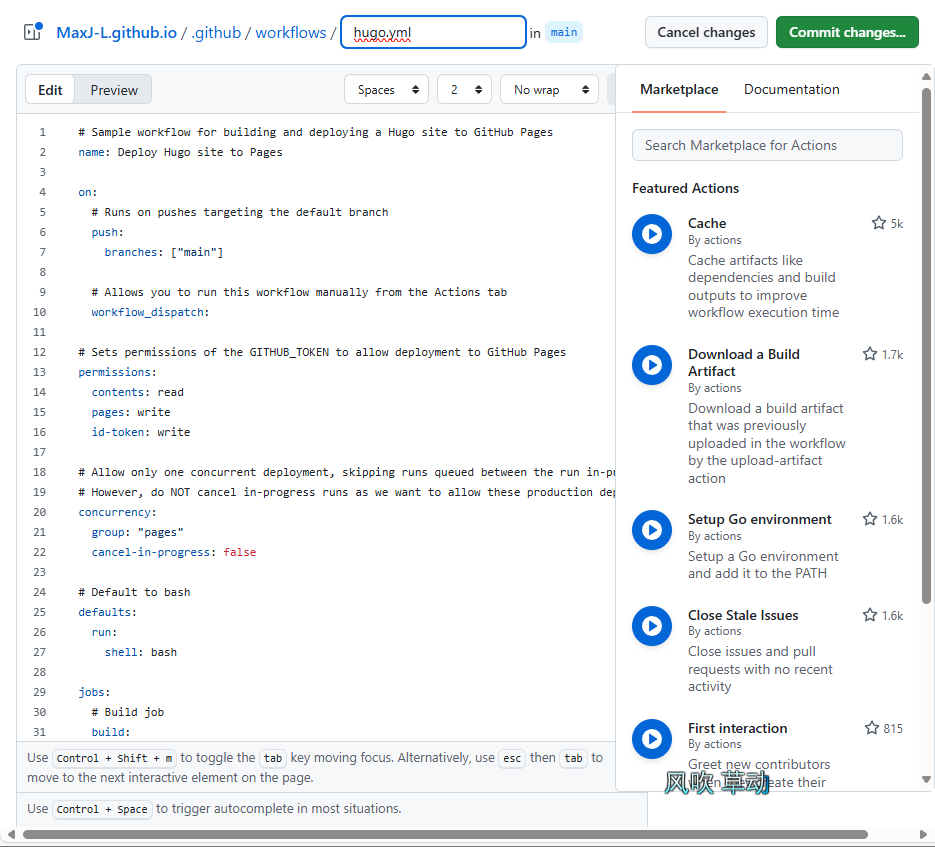 MaxJ-L.github.io / .github / workflows / hugo.yml in main
Cancel changes
Commit changes...
Edit
Preview
Spaces
2
No wrap
1 # Sample workflow for building and deploying a Hugo site to GitHub Pages
2 name: Deploy Hugo site to Pages
3
4 on:
5 # Runs on pushes targeting the default branch
6 push:
7 branches: ["main"]
8
9 # Allows you to run this workflow manually from the Actions tab
10 workflow_dispatch:
11
12 # Sets permissions of the GITHUB_TOKEN to allow deployment to GitHub Pages
13 permissions:
14 contents: read
15 pages: write
16 id-token: write
17
18 # Allow only one concurrent deployment, skipping runs queued between the run in-pr
19 # However, do NOT cancel in-progress runs as we want to allow these production dep
20 concurrency:
21 group: "pages"
22 cancel-in-progress: false
23
24 # Default to bash
25 defaults:
26 run:
27 shell: bash
28
29 jobs:
30 # Build job
31 build:
Use Control + Shift + m to toggle the tab key moving focus. Alternatively, use esc then tab to
move to the next interactive element on the page.
Use Control + Space to trigger autocomplete in most situations.
Marketplace
Documentation
Search Marketplace for Actions
Featured Actions
Cache
5k
By actions
Cache artifacts like
dependencies and build
outputs to improve
workflow execution time
Download a Build
Artifact
1.7k
By actions
Download a build artifact
that was previously
uploaded in the workflow
by the upload-artifact
action
Setup Go environment
1.6k
By actions
Setup a Go environment
and add it to the PATH
Close Stale Issues
1.6k
By actions
Close issues and pull
requests with no recent
activity
First interaction
815
By actions
Greet new contributors
when they create their
风吹 草动